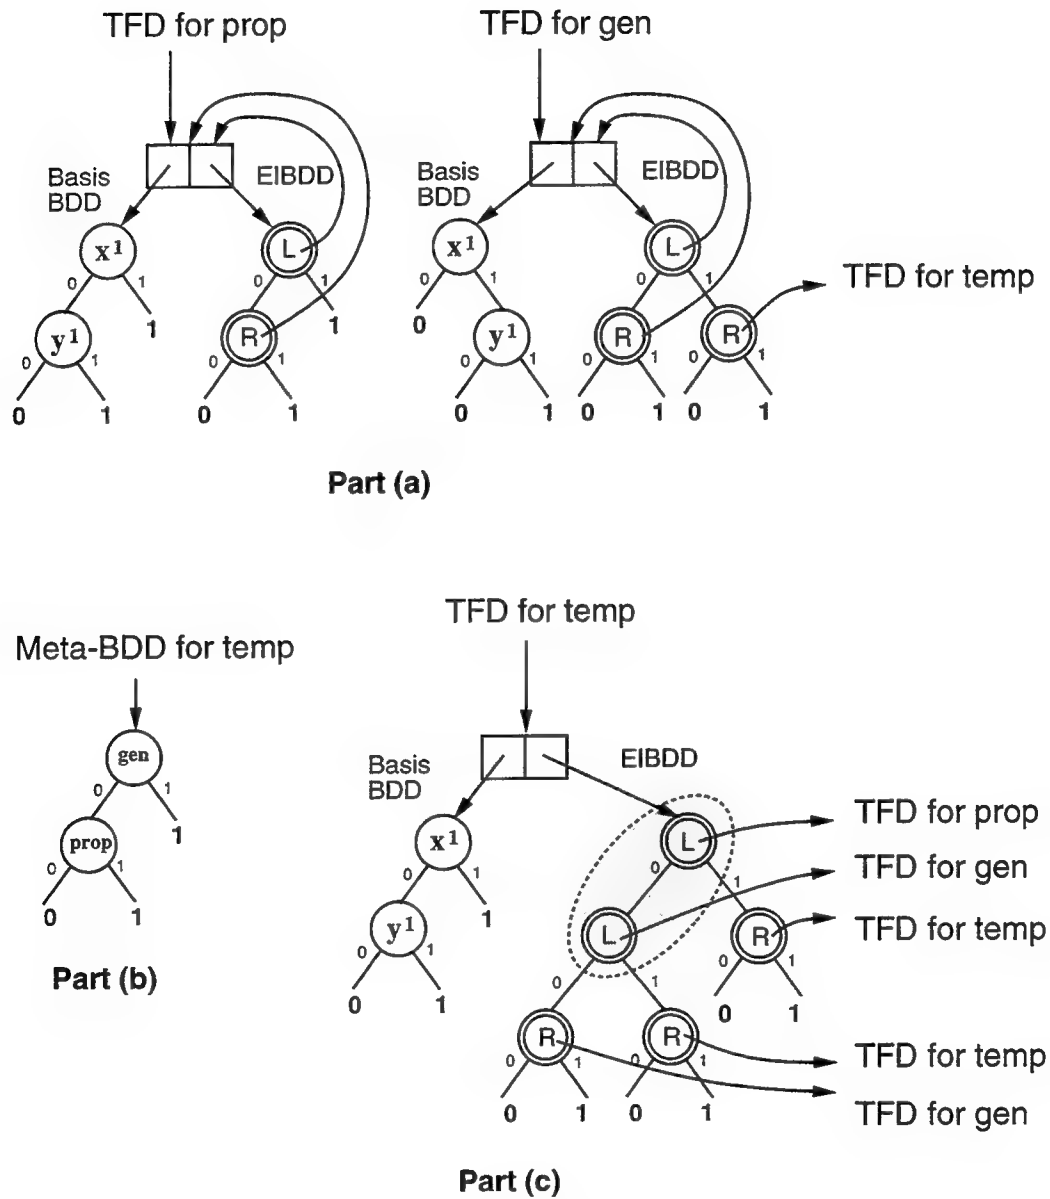 TFD for prop
TFD for gen
Basis
BDD
EIBDD
x¹
L
0 1
0 1
y¹
1
R
1
0 1
0 1
0 1
0 1
Basis
BDD
EIBDD
x¹
L
TFD for temp
0 1
0 1
0
y¹
R
R
0 1
0 1
0 1
0 1
0 1
0 1
Part (a)
TFD for temp
Meta-BDD for temp
gen
0 1
prop
1
0 1
0 1
Part (b)
Basis
BDD
EIBDD
x¹
L
TFD for prop
0 1
0 1
TFD for gen
y¹
1
L
R
TFD for temp
0 1
0 1
0 1
0 1
0 1
R
R
TFD for temp
0 1
0 1
0 1
0 1
TFD for gen
Part (c)